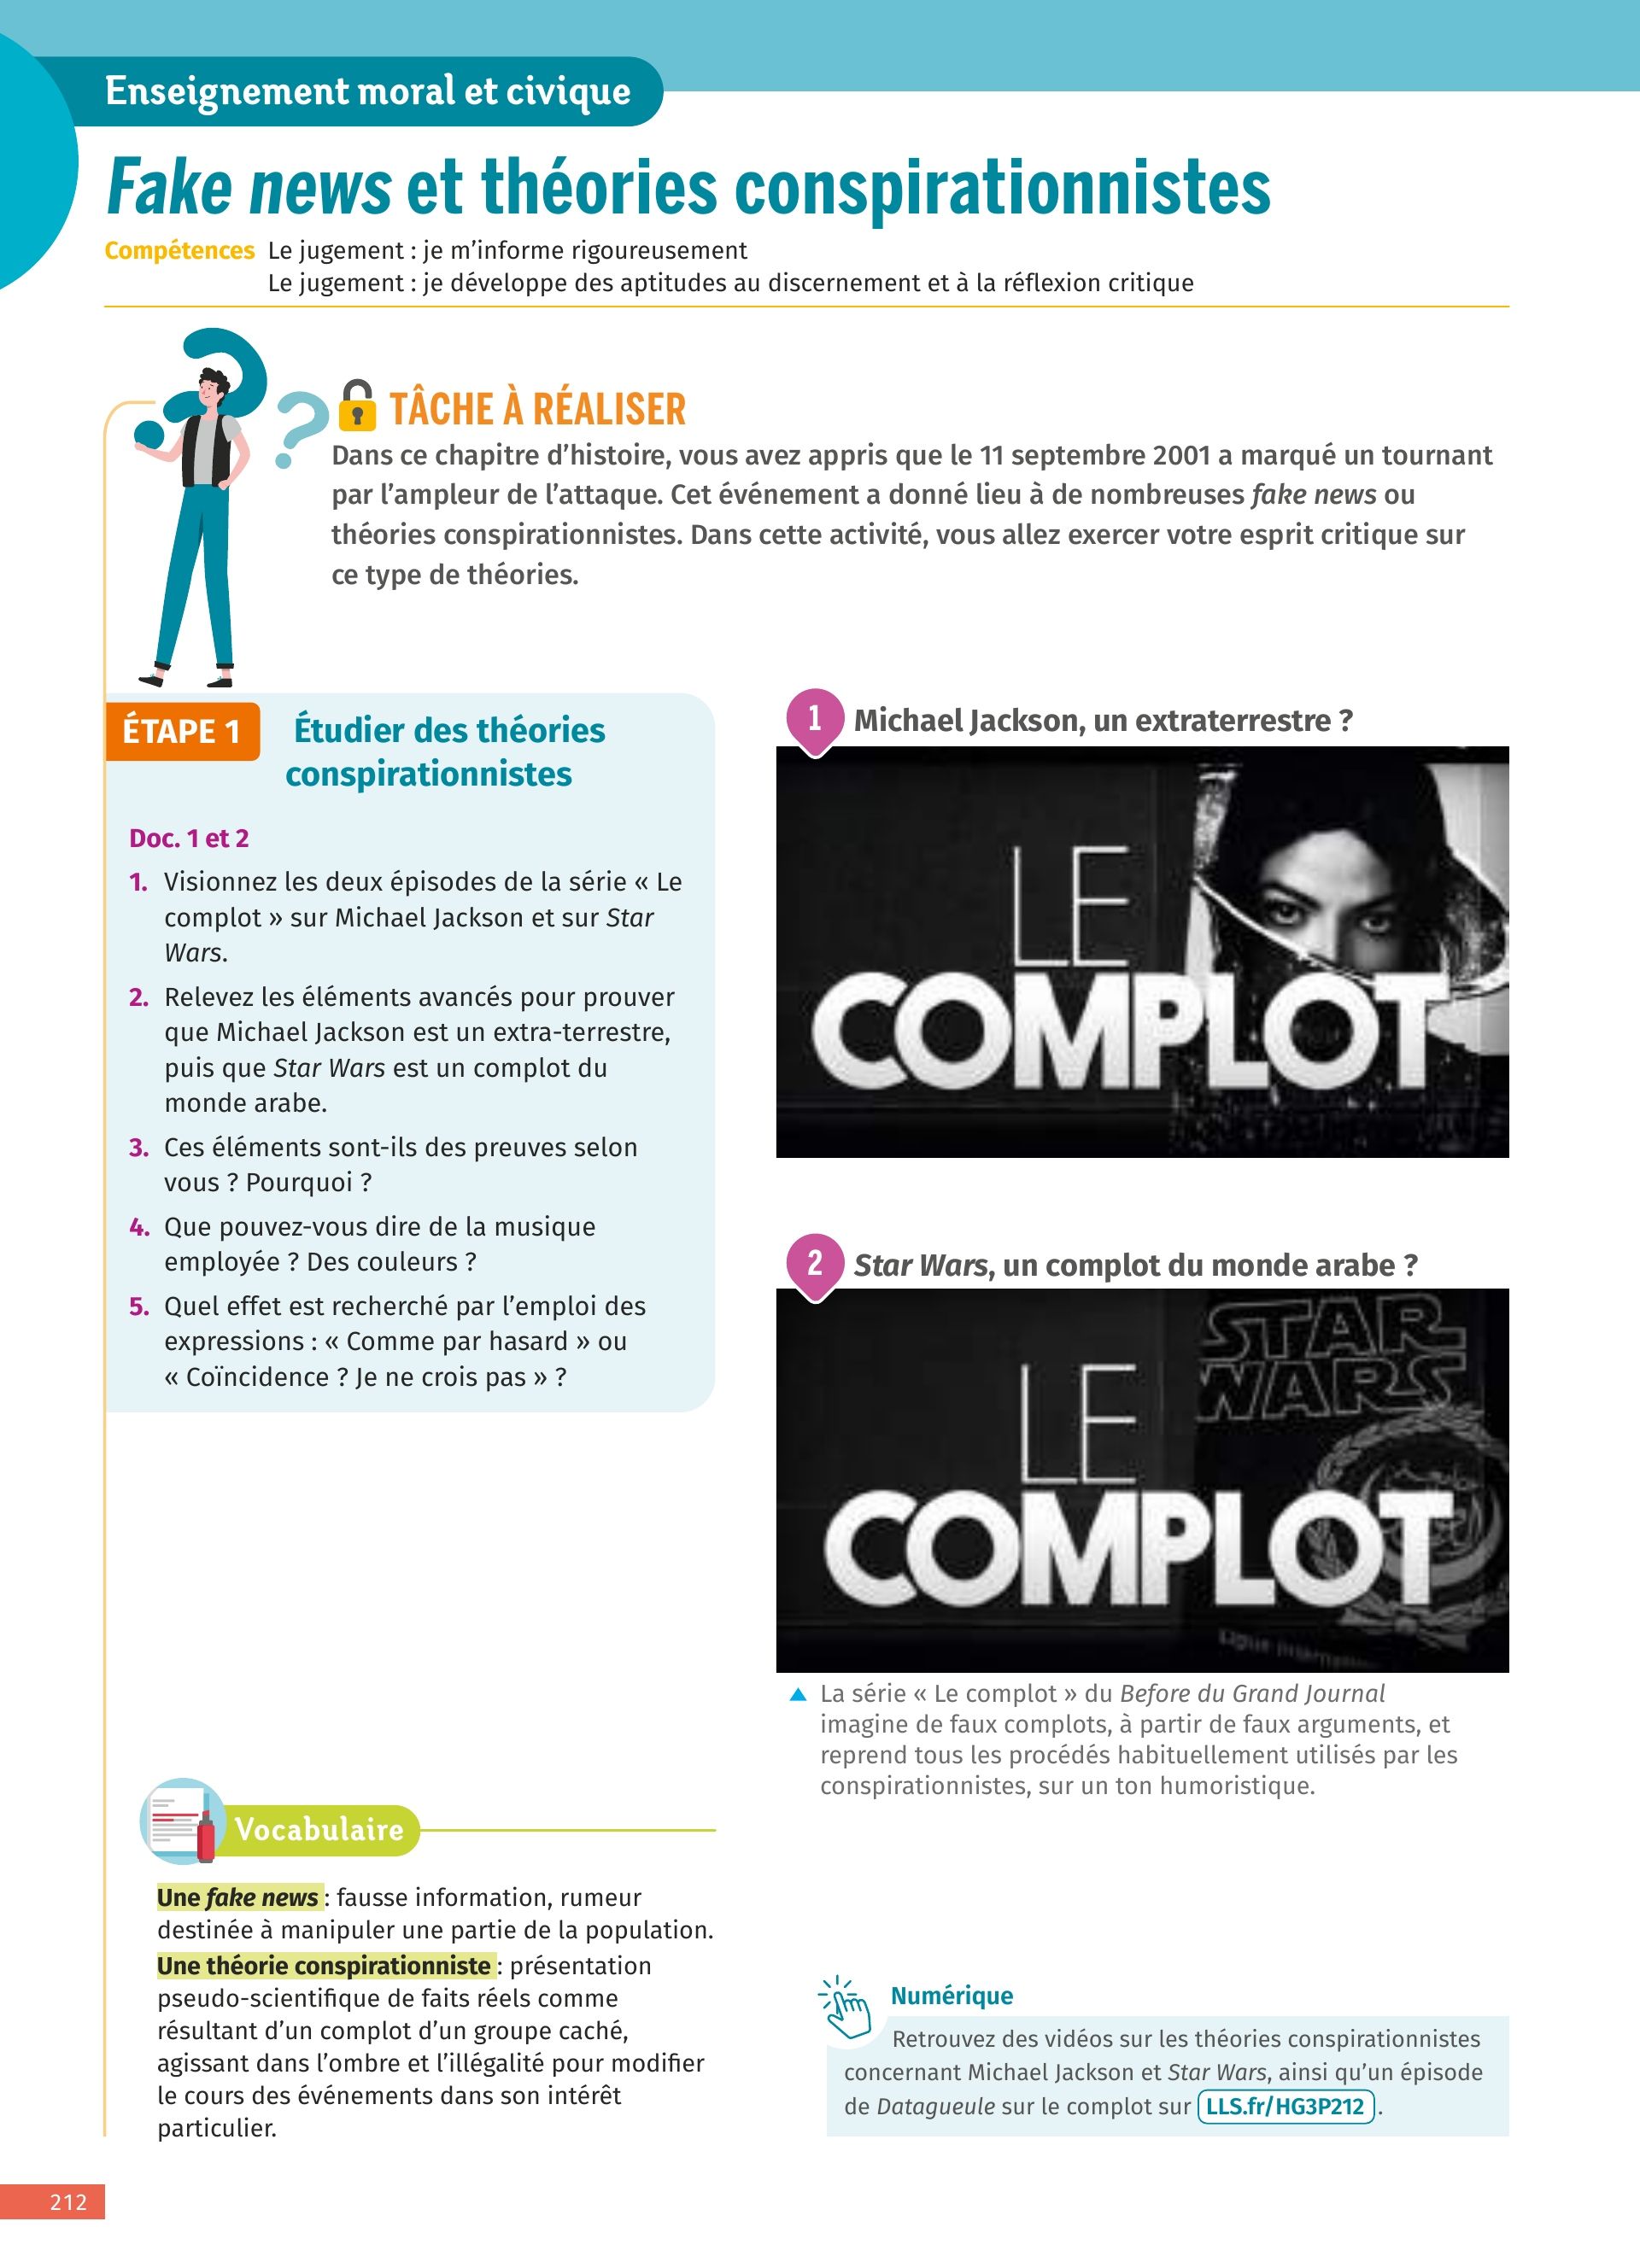 Enseignement moral et civique
Fake news et théories conspirationnistes
Compétences Le jugement : je m’informe rigoureusement
Le jugement : je développe des aptitudes au discernement et à la réflexion critique
TÂCHE À RÉALISER
Dans ce chapitre d’histoire, vous avez appris que le 11 septembre 2001 a marqué un tournant
par l’ampleur de l’attaque. Cet événement a donné lieu à de nombreuses fake news ou
théories conspirationnistes. Dans cette activité, vous allez exercer votre esprit critique sur
ce type de théories.
ÉTAPE 1 Étudier des théories
conspirationnistes
Doc. 1 et 2
1. Visionnez les deux épisodes de la série « Le
complot » sur Michael Jackson et sur Star
Wars.
2. Relevez les éléments avancés pour prouver
que Michael Jackson est un extra-terrestre,
puis que Star Wars est un complot du
monde arabe.
3. Ces éléments sont-ils des preuves selon
vous ? Pourquoi ?
4. Que pouvez-vous dire de la musique
employée ? Des couleurs ?
5. Quel effet est recherché par l’emploi des
expressions : « Comme par hasard » ou
« Coïncidence ? Je ne crois pas » ?
Vocabulaire
Une fake news : fausse information, rumeur
destinée à manipuler une partie de la population.
Une théorie conspirationniste : présentation
pseudo-scientifique de faits réels comme
résultant d’un complot d’un groupe caché,
agissant dans l’ombre et l’illégalité pour modifier
le cours des événements dans son intérêt
particulier.
1 Michael Jackson, un extraterrestre ?
LE
COMPLOT
2 Star Wars, un complot du monde arabe ?
STAR
WARS
LE
COMPLOT
La série « Le complot » du Before du Grand Journal
imagine de faux complots, à partir de faux arguments, et
reprend tous les procédés habituellement utilisés par les
conspirationnistes, sur un ton humoristique.
Numérique
Retrouvez des vidéos sur les théories conspirationnistes
concernant Michael Jackson et Star Wars, ainsi qu’un épisode
de Datagueule sur le complot sur LLS.fr/HG3P212 .
212